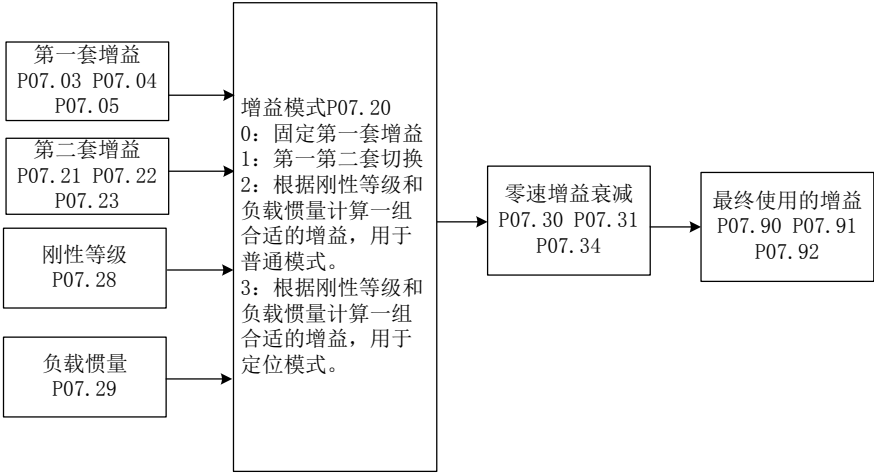 第一套增益
P07.03 P07.04
P07.05
第二套增益
P07.21 P07.22
P07.23
刚性等级
P07.28
负载惯量
P07.29
增益模式P07.20
0: 固定第一套增益
1: 第一第二套切换
2: 根据刚性等级和
负载惯量计算一组
合适的增益，用于
普通模式。
3: 根据刚性等级和
负载惯量计算一组
合适的增益，用于
定位模式。
零速增益衰减
P07.30 P07.31
P07.34
最终使用的增益
P07.90 P07.91
P07.92